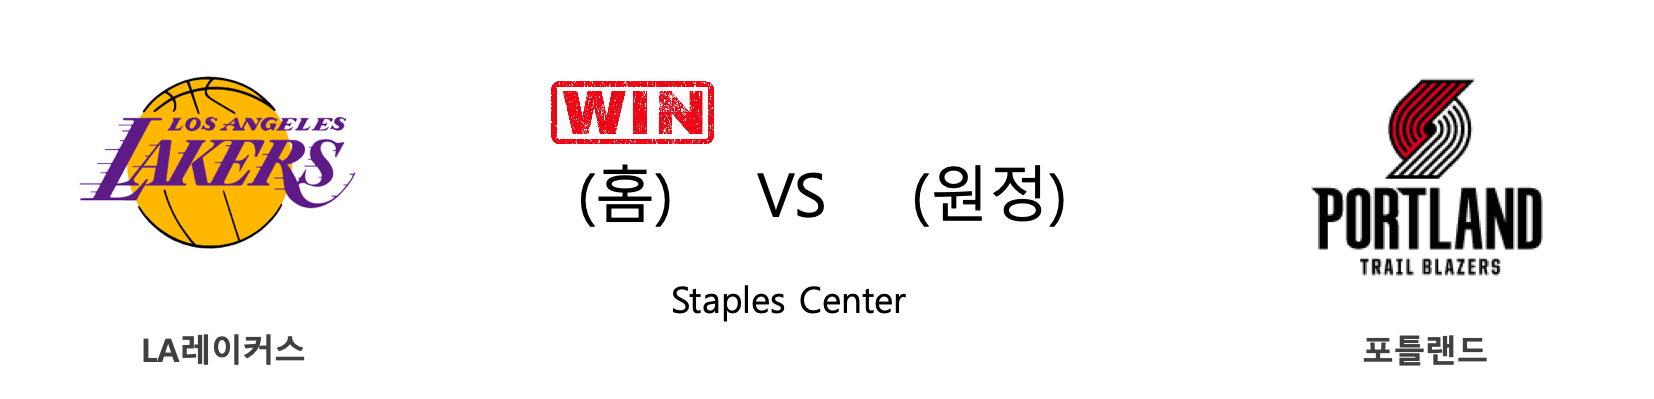 LOS ANGELES
LAKERS
WIN
(홈) VS (원정)
PORTLAND
TRAIL BLAZERS
Staples Center
LA레이커스
포틀랜드